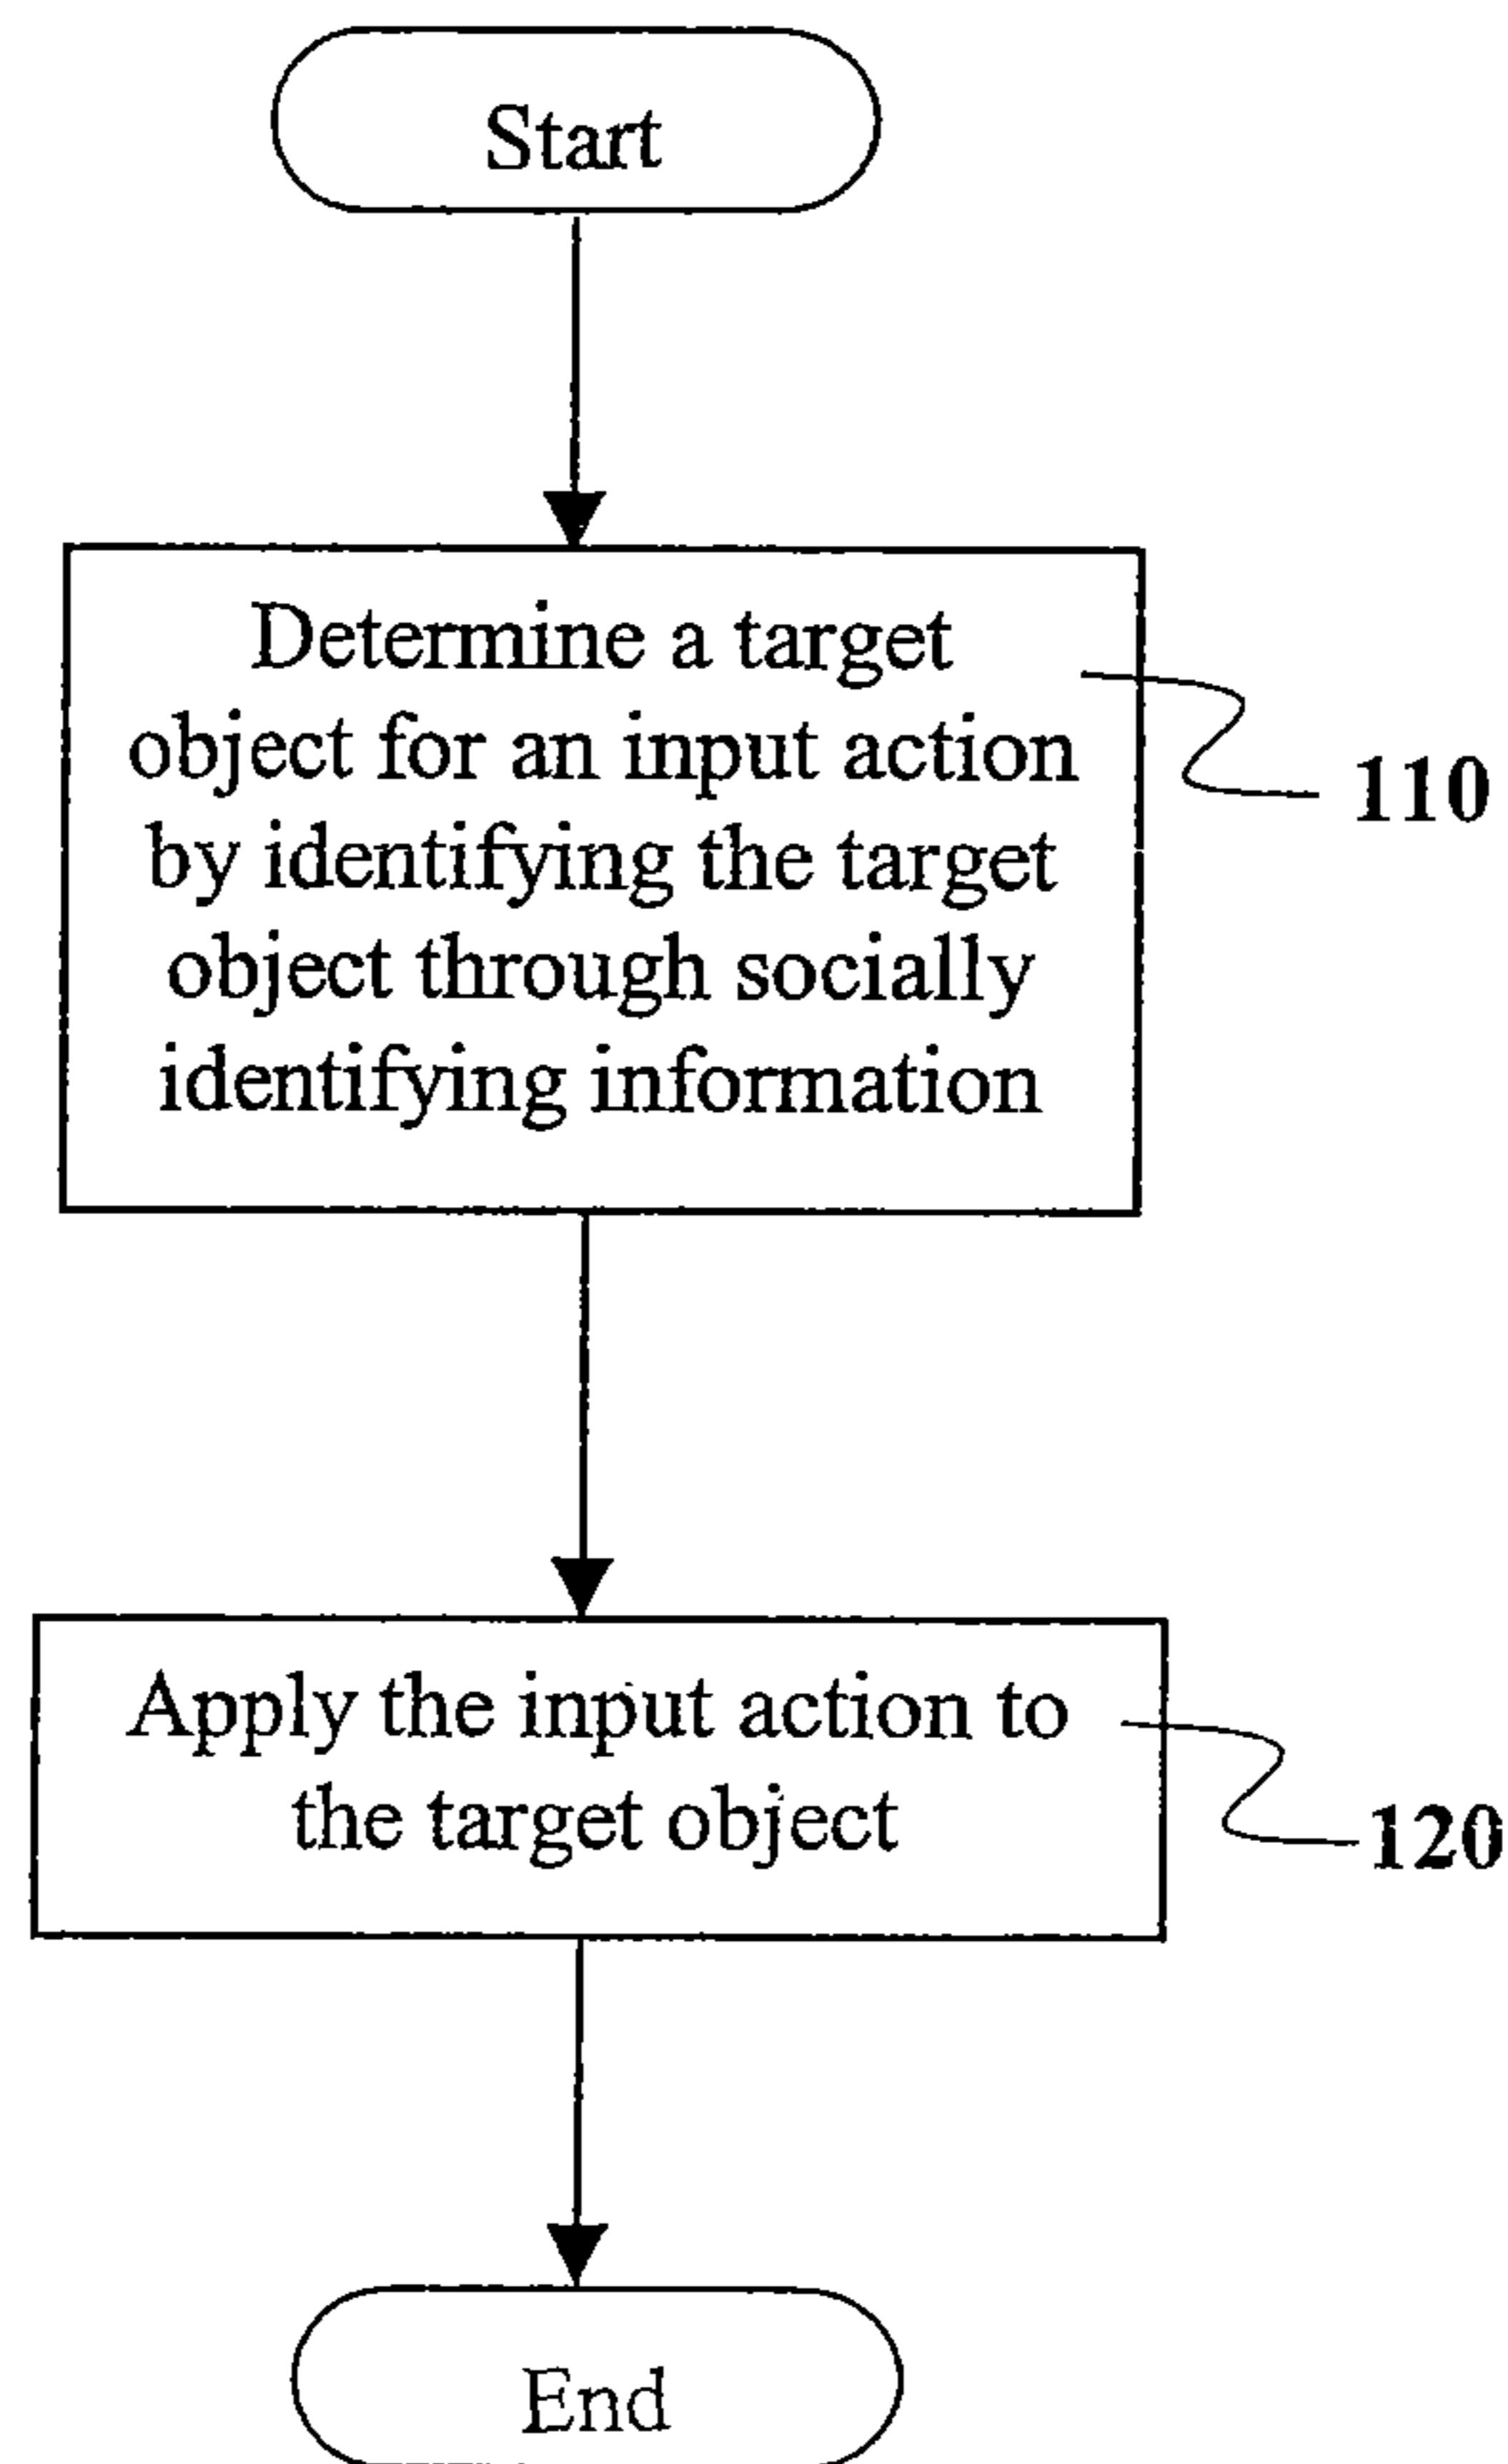 Start
Determine a target
object for an input action
by identifying the target
object through socially
identifying information
110
Apply the input action to
the target object
120
End